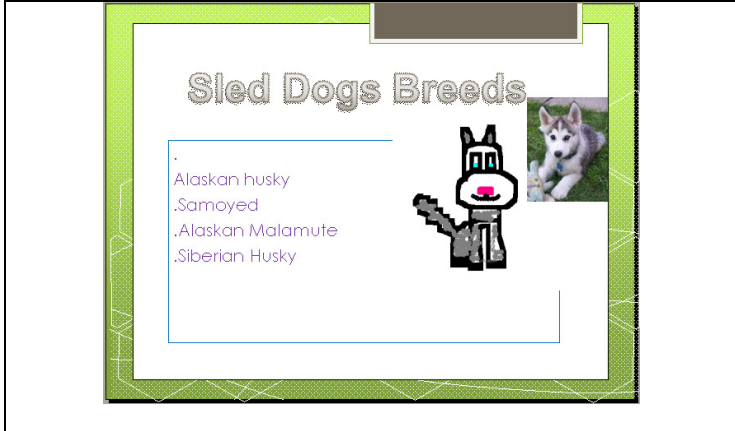 Sled Dogs Breeds
.
Alaskan husky
.Samoyed
.Alaskan Malamute
.Siberian Husky